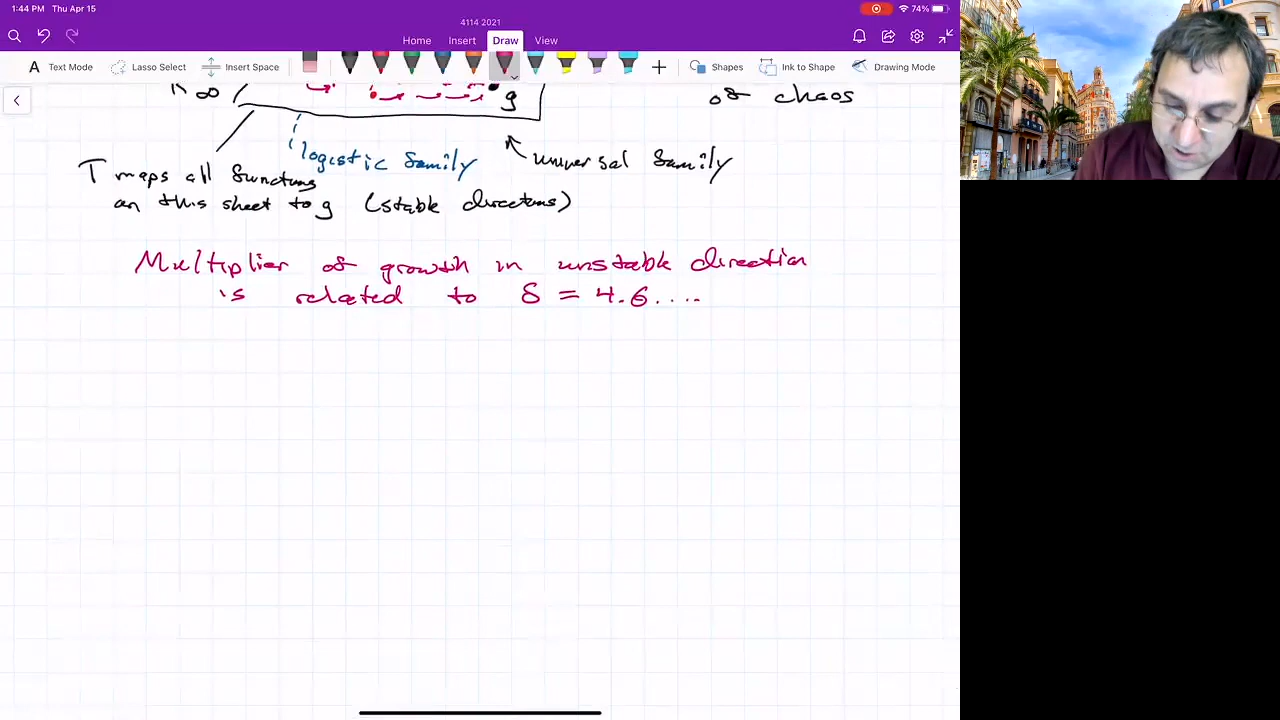 1:44 PM Thu Apr 15
74%
4114 2021
Home Insert Draw View
Text Mode Lasso Select Insert Space Shapes Ink to Shape Drawing Mode
∞ g of chaos
logistic family universal family
T maps all functions
on this sheet to g (stable directions)
Multiplier of growth in unstable direction
is related to δ = 4.6....